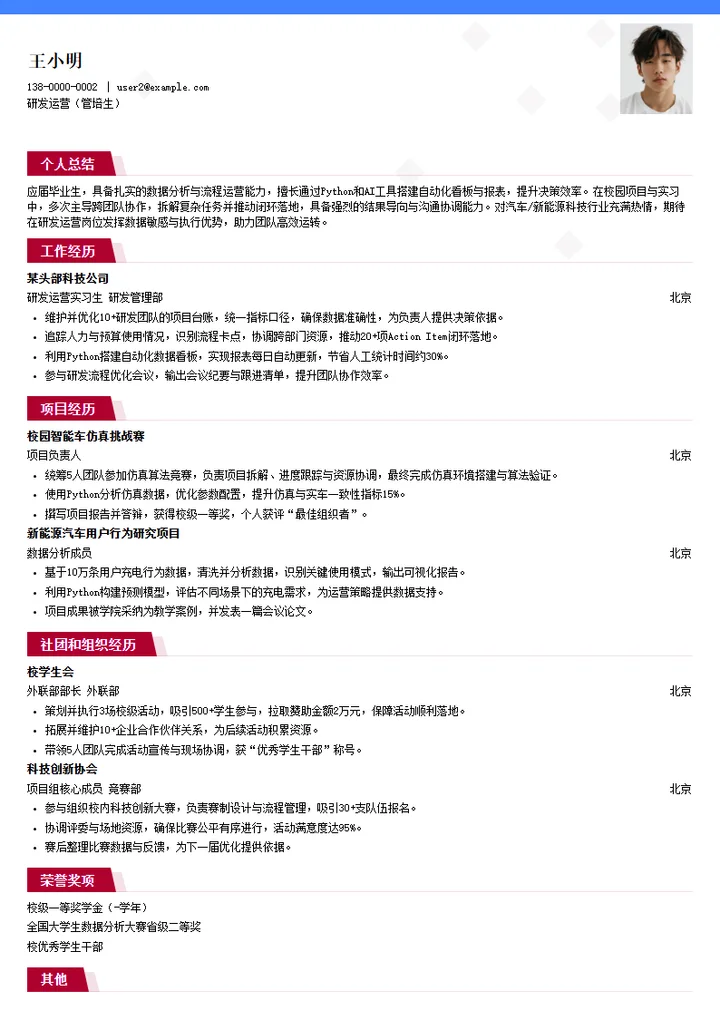 王小明
138-0000-0002 | user2@example.com
研发运营（管培生）
个人总结
应届毕业生，具备扎实的数据分析与流程运营能力，擅长通过Python和AI工具搭建自动化看板与报表，提升决策效率。在校园项目与实习
中，多次主导跨团队协作，拆解复杂任务并推动闭环落地，具备强烈的结果导向与沟通协调能力。对汽车/新能源科技行业充满热情，期待
在研发运营岗位发挥数据敏感与执行优势，助力团队高效运转。
工作经历
某头部科技公司
研发运营实习生 研发管理部 北京
• 维护并优化10+研发团队的项目台账，统一指标口径，确保数据准确性，为负责人提供决策依据。
• 追踪人力与预算使用情况，识别流程卡点，协调跨部门资源，推动20+项Action Item闭环落地。
• 利用Python搭建自动化数据看板，实现报表每日自动更新，节省人工统计时间约30%。
• 参与研发流程优化会议，输出会议纪要与跟进清单，提升团队协作效率。
项目经历
校园智能车仿真挑战赛
项目负责人 北京
• 统筹5人团队参加仿真算法竞赛，负责项目拆解、进度跟踪与资源协调，最终完成仿真环境搭建与算法验证。
• 使用Python分析仿真数据，优化参数配置，提升仿真与实车一致性指标15%。
• 撰写项目报告并答辩，获得校级一等奖，个人获评“最佳组织者”。
新能源汽车用户行为研究项目
数据分析成员 北京
• 基于10万条用户充电行为数据，清洗并分析数据，识别关键使用模式，输出可视化报告。
• 利用Python构建预测模型，评估不同场景下的充电需求，为运营策略提供数据支持。
• 项目成果被学院采纳为教学案例，并发表一篇会议论文。
社团和组织经历
校学生会
外联部部长 外联部 北京
• 策划并执行3场校级活动，吸引500+学生参与，拉取赞助金额2万元，保障活动顺利落地。
• 拓展并维护10+企业合作伙伴关系，为后续活动积累资源。
• 带领5人团队完成活动宣传与现场协调，获“优秀学生干部”称号。
科技创新协会
项目组核心成员 竞赛部 北京
• 参与组织校内科技创新大赛，负责赛制设计与流程管理，吸引30+支队伍报名。
• 协调评委与场地资源，确保比赛公平有序进行，活动满意度达95%。
• 赛后整理比赛数据与反馈，为下一届优化提供依据。
荣誉奖项
校级一等奖学金（-学年）
全国大学生数据分析大赛省级二等奖
校优秀学生干部
其他